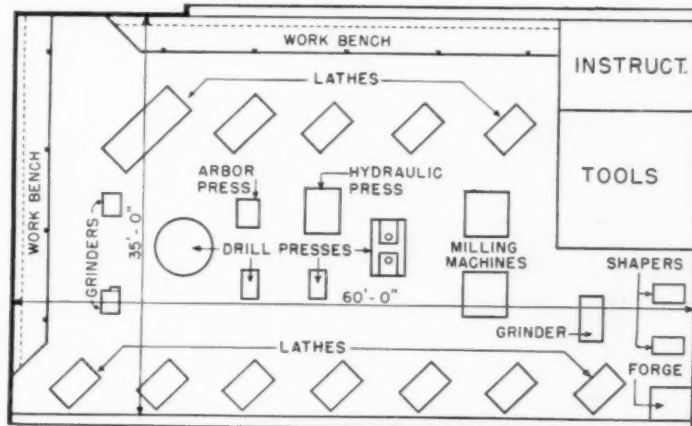 WORK BENCH
INSTRUCT.
LATHES
ARBOR
PRESS
HYDRAULIC
PRESS
TOOLS
WORK BENCH
GRINDERS
35'-0"
DRILL PRESSES
MILLING
MACHINES
SHAPERS
60'-0"
GRINDER
LATHES
FORGE